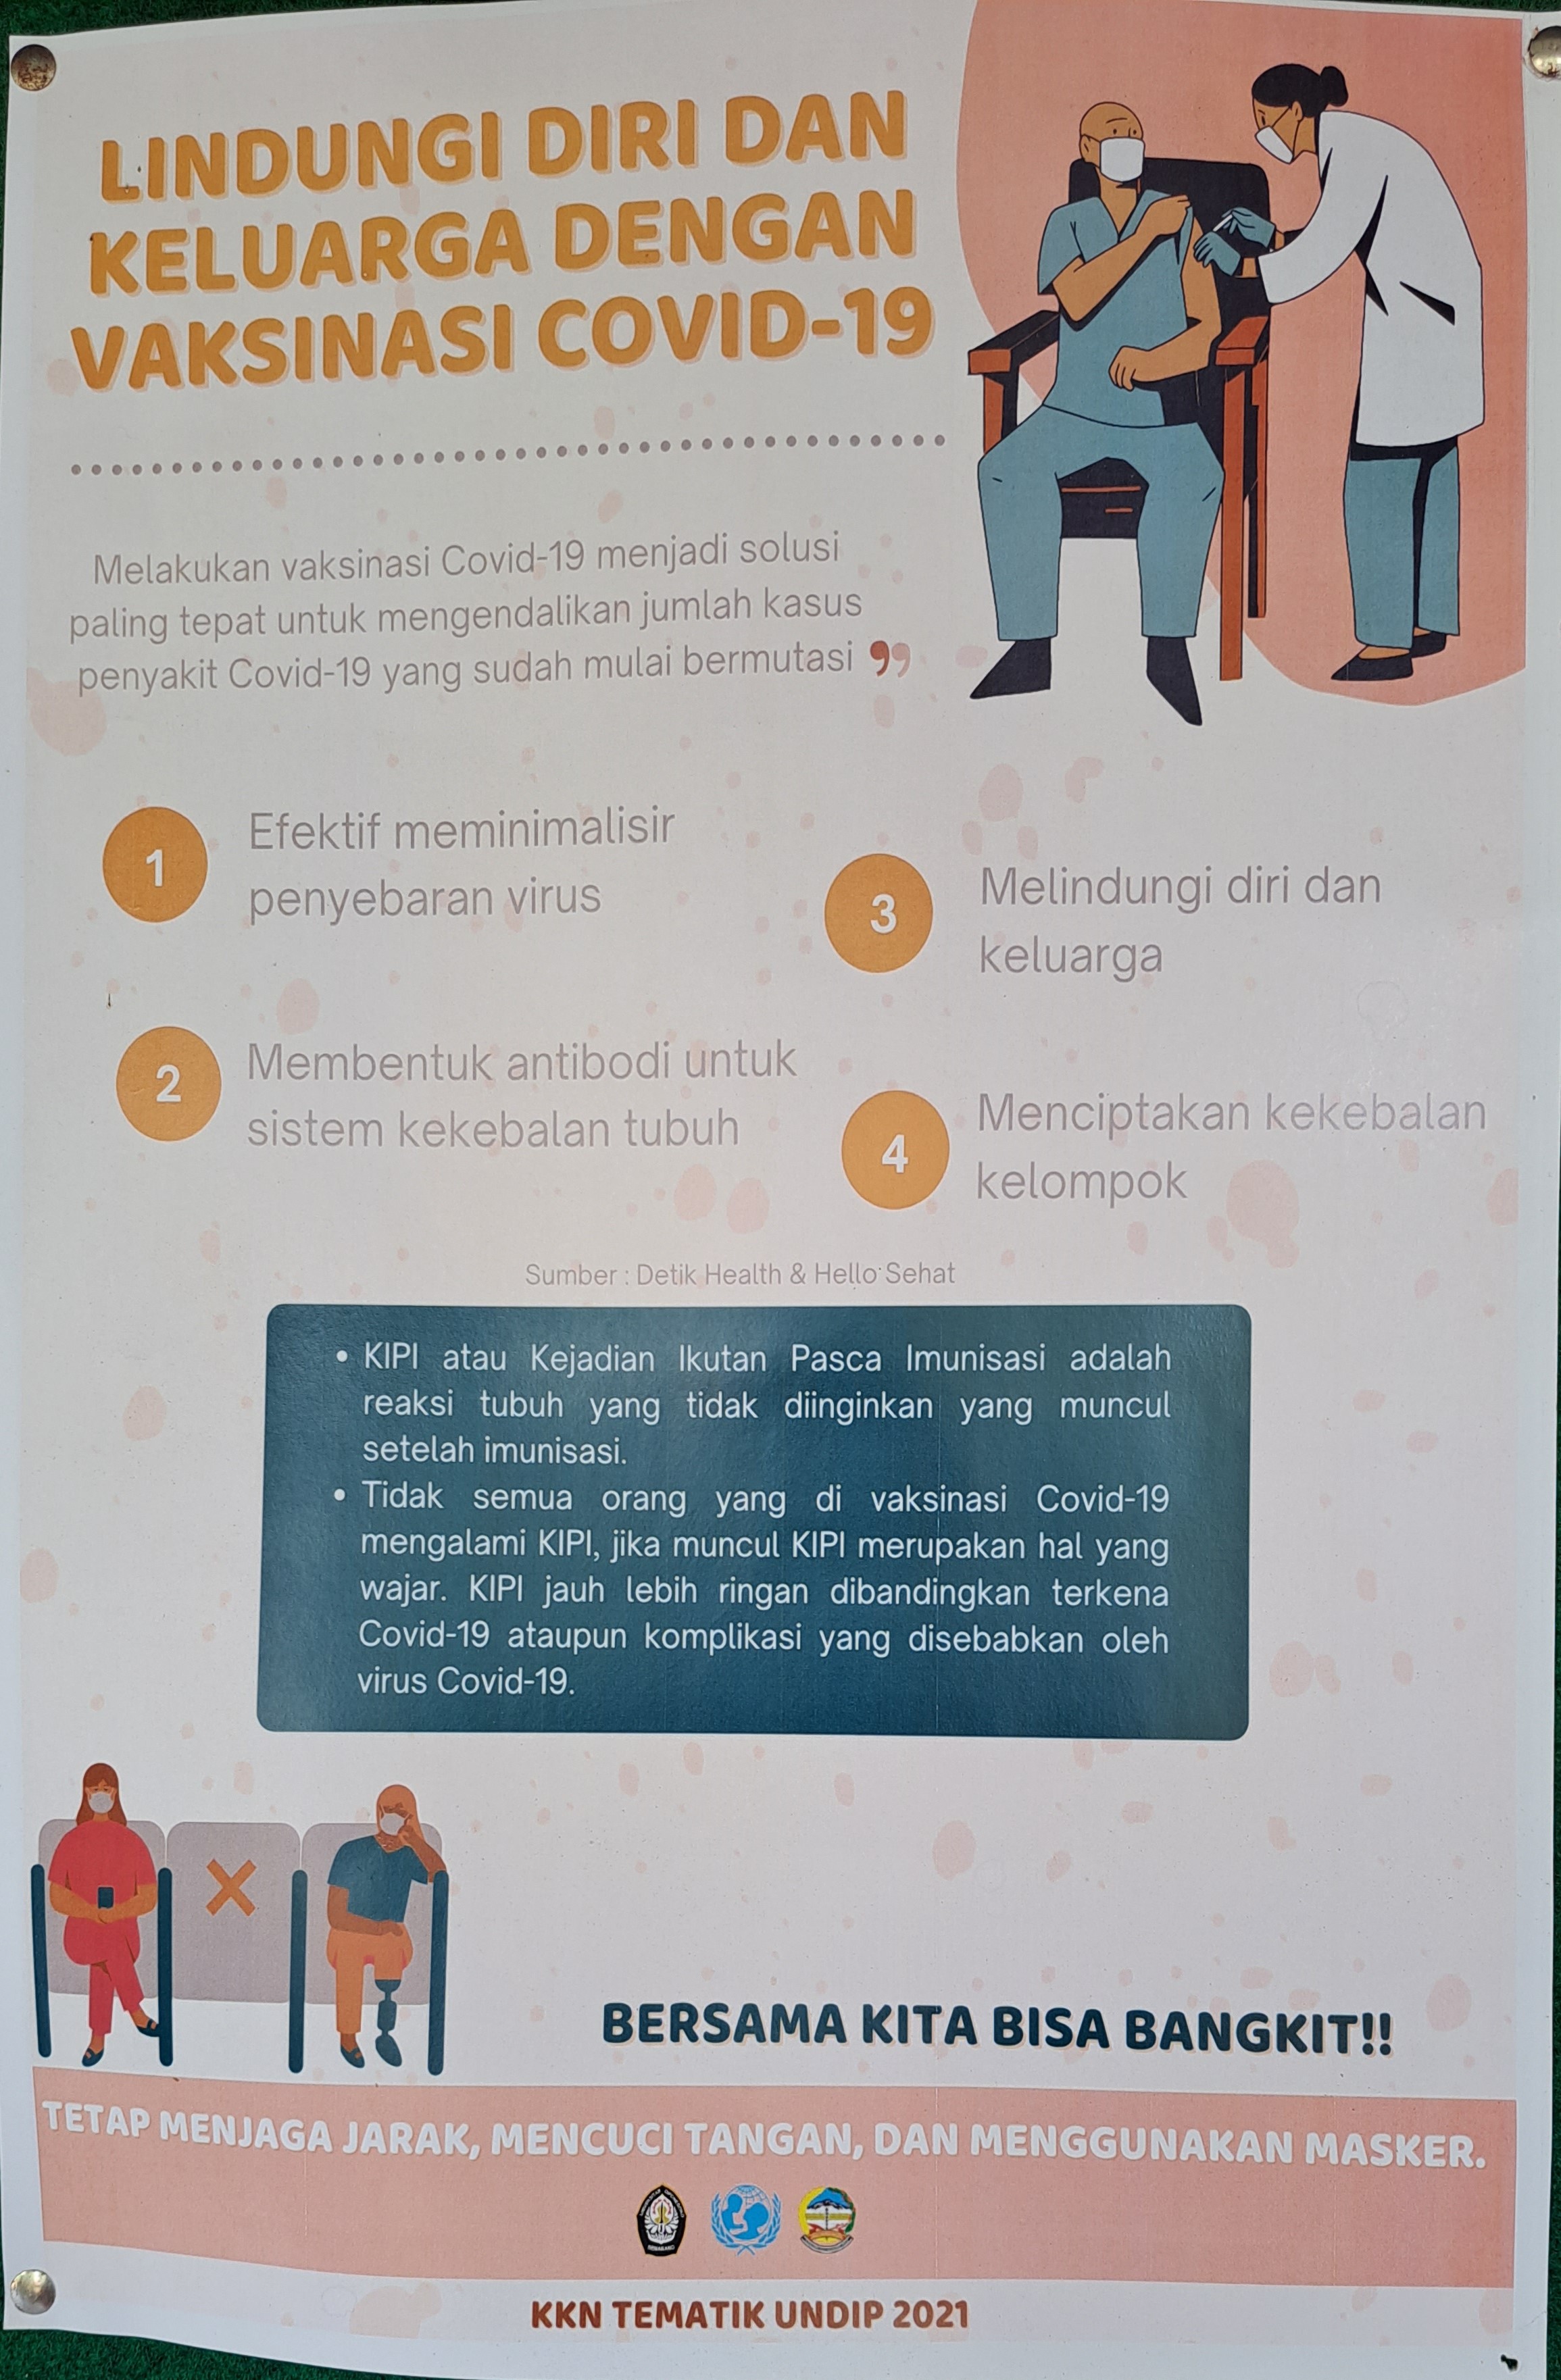 LINDUNGI DIRI DAN
KELUARGA DENGAN
VAKSINASI COVID-19
Melakukan vaksinasi Covid-19 menjadi solusi
paling tepat untuk mengendalikan jumlah kasus
penyakit Covid-19 yang sudah mulai bermutasi ”
1
Efektif meminimalisir
penyebaran virus
2
Membentuk antibodi untuk
sistem kekebalan tubuh
3
Melindungi diri dan
keluarga
4
Menciptakan kekebalan
kelompok
Sumber : Detik Health & Hello Sehat
• KIPI atau Kejadian Ikutan Pasca Imunisasi adalah
reaksi tubuh yang tidak diinginkan yang muncul
setelah imunisasi.
• Tidak semua orang yang di vaksinasi Covid-19
mengalami KIPI, jika muncul KIPI merupakan hal yang
wajar. KIPI jauh lebih ringan dibandingkan terkena
Covid-19 ataupun komplikasi yang disebabkan oleh
virus Covid-19.
BERSAMA KITA BISA BANGKIT!!
TETAP MENJAGA JARAK, MENCUCI TANGAN, DAN MENGGUNAKAN MASKER.
SEMARANG
KKN TEMATIK UNDIP 2021